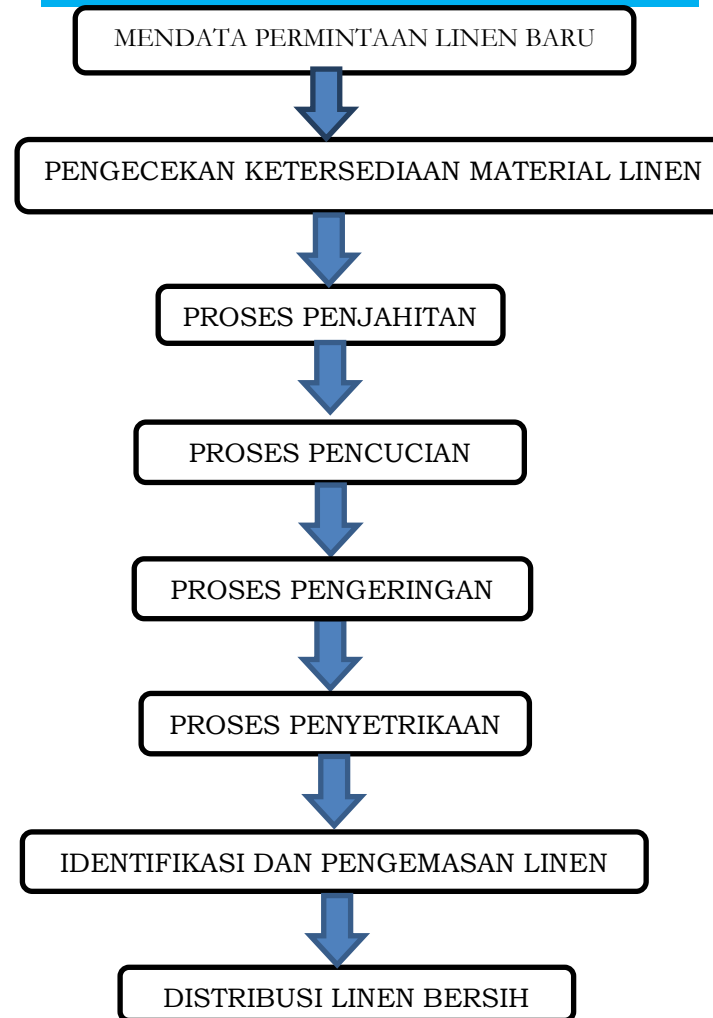 MENDATA PERMINTAAN LINEN BARU
PENGECEKAN KETERSEDIAAN MATERIAL LINEN
PROSES PENJAHITAN
PROSES PENCUCIAN
PROSES PENGERINGAN
PROSES PENYETRIKAAN
IDENTIFIKASI DAN PENGEMASAN LINEN
DISTRIBUSI LINEN BERSIH